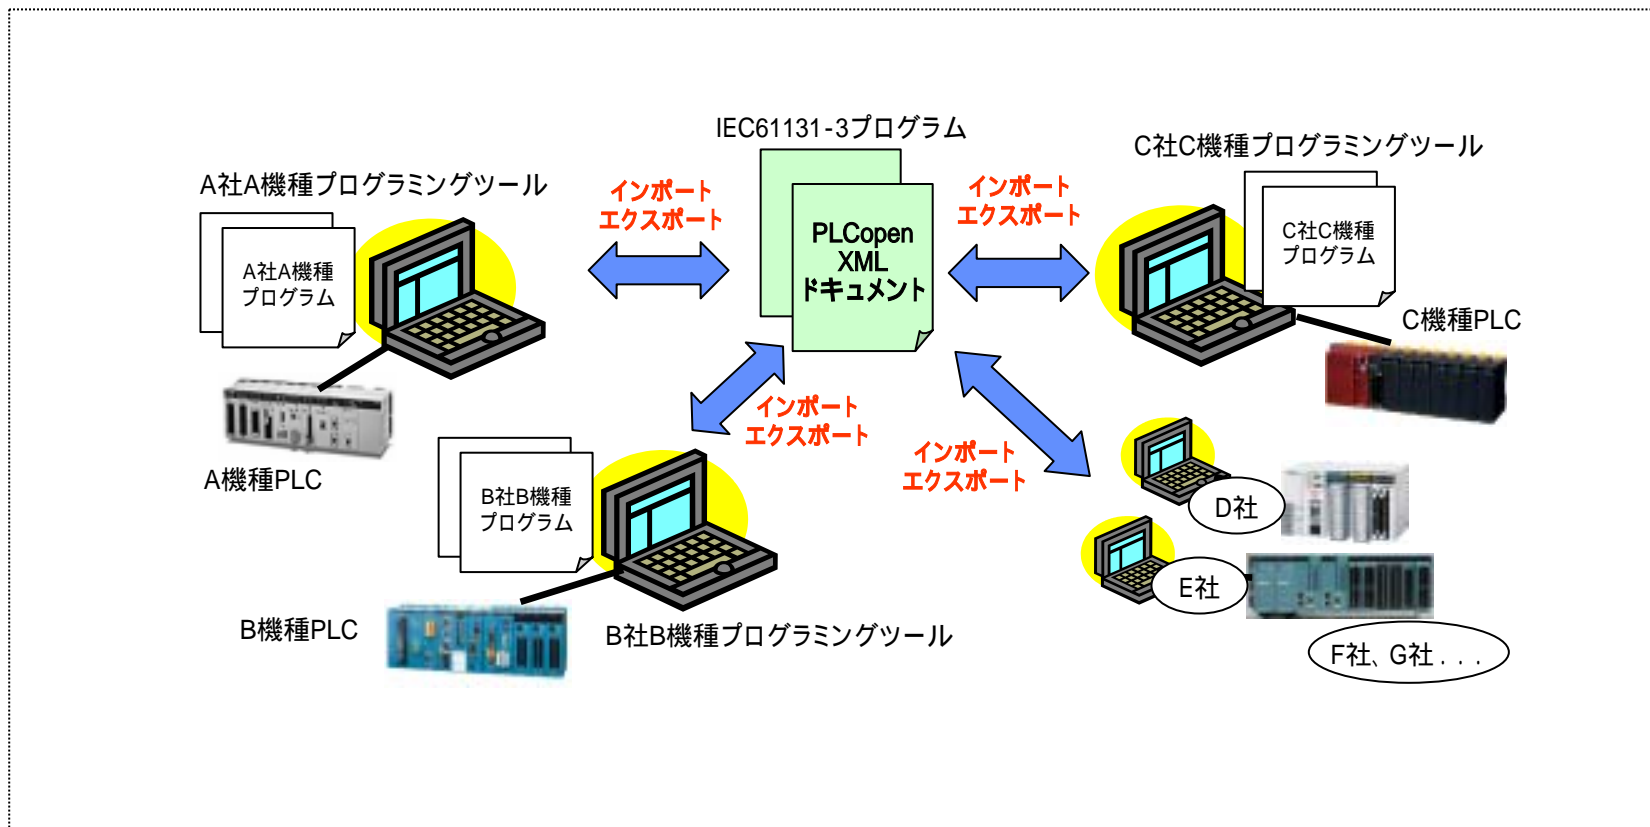 IEC61131-3プログラム
PLCopen
XML
ドキュメント
A社A機種プログラミングツール
A社A機種
プログラム
A機種PLC
インポート
エクスポート
インポート
エクスポート
C社C機種プログラミングツール
C社C機種
プログラム
C機種PLC
インポート
エクスポート
B社B機種
プログラム
B機種PLC
B社B機種プログラミングツール
インポート
エクスポート
D社
E社
F社、G社．．．